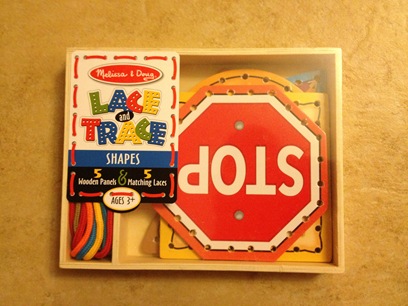 Melissa & Doug
LACE
and
TRACE
SHAPES
5 Wooden Panels & 5 Matching Laces
AGES 3+
STOP